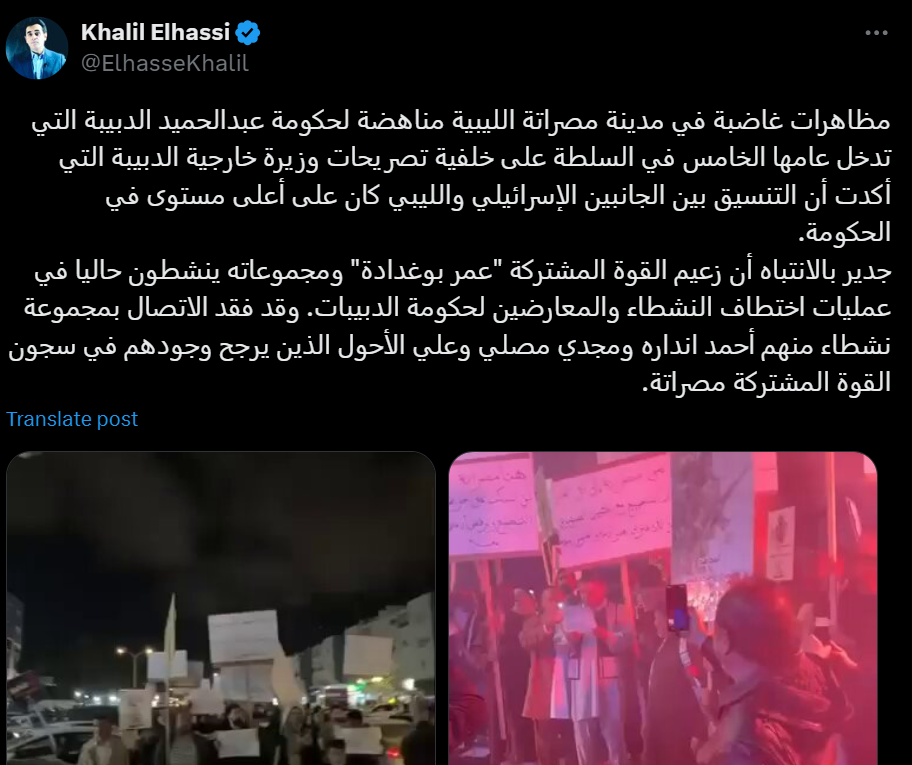 Khalil Elhassi
@ElhasseKhalil
مظاهرات غاضبة في مدينة مصراتة الليبية مناهضة لحكومة عبدالحميد الدبيبة التي
تدخل عامها الخامس في السلطة على خلفية تصريحات وزيرة خارجية الدبيبة التي
أكدت أن التنسيق بين الجانبين الإسرائيلي والليبي كان على أعلى مستوى في
الحكومة.
جدير بالانتباه أن زعيم القوة المشتركة "عمر بوغدادة" ومجموعاته ينشطون حاليا في
عمليات اختطاف النشطاء والمعارضين لحكومة الدبيبات. وقد فقد الاتصال بمجموعة
نشطاء منهم أحمد انداره ومجدي مصلي وعلي الأحول الذين يرجح وجودهم في سجون
القوة المشتركة مصراتة.
Translate post